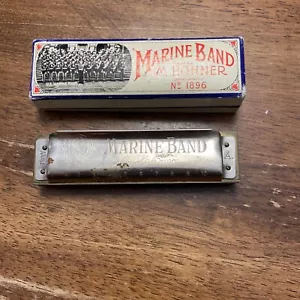 MARINE BAND
M. HOHNER
No 1896
MARINE BAND
A